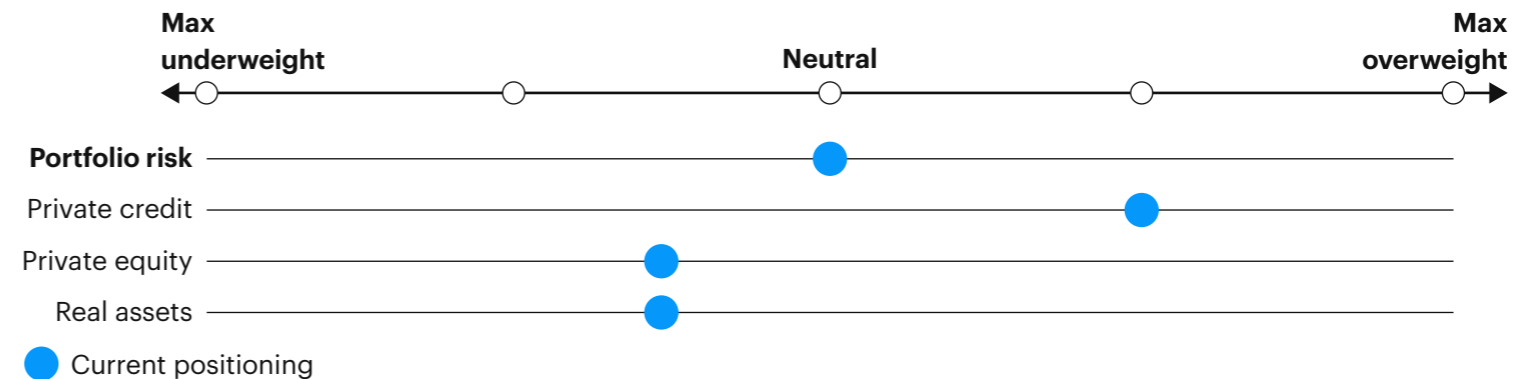 Max
underweight
Neutral
Max
overweight
Portfolio risk
Private credit
Private equity
Real assets
Current positioning